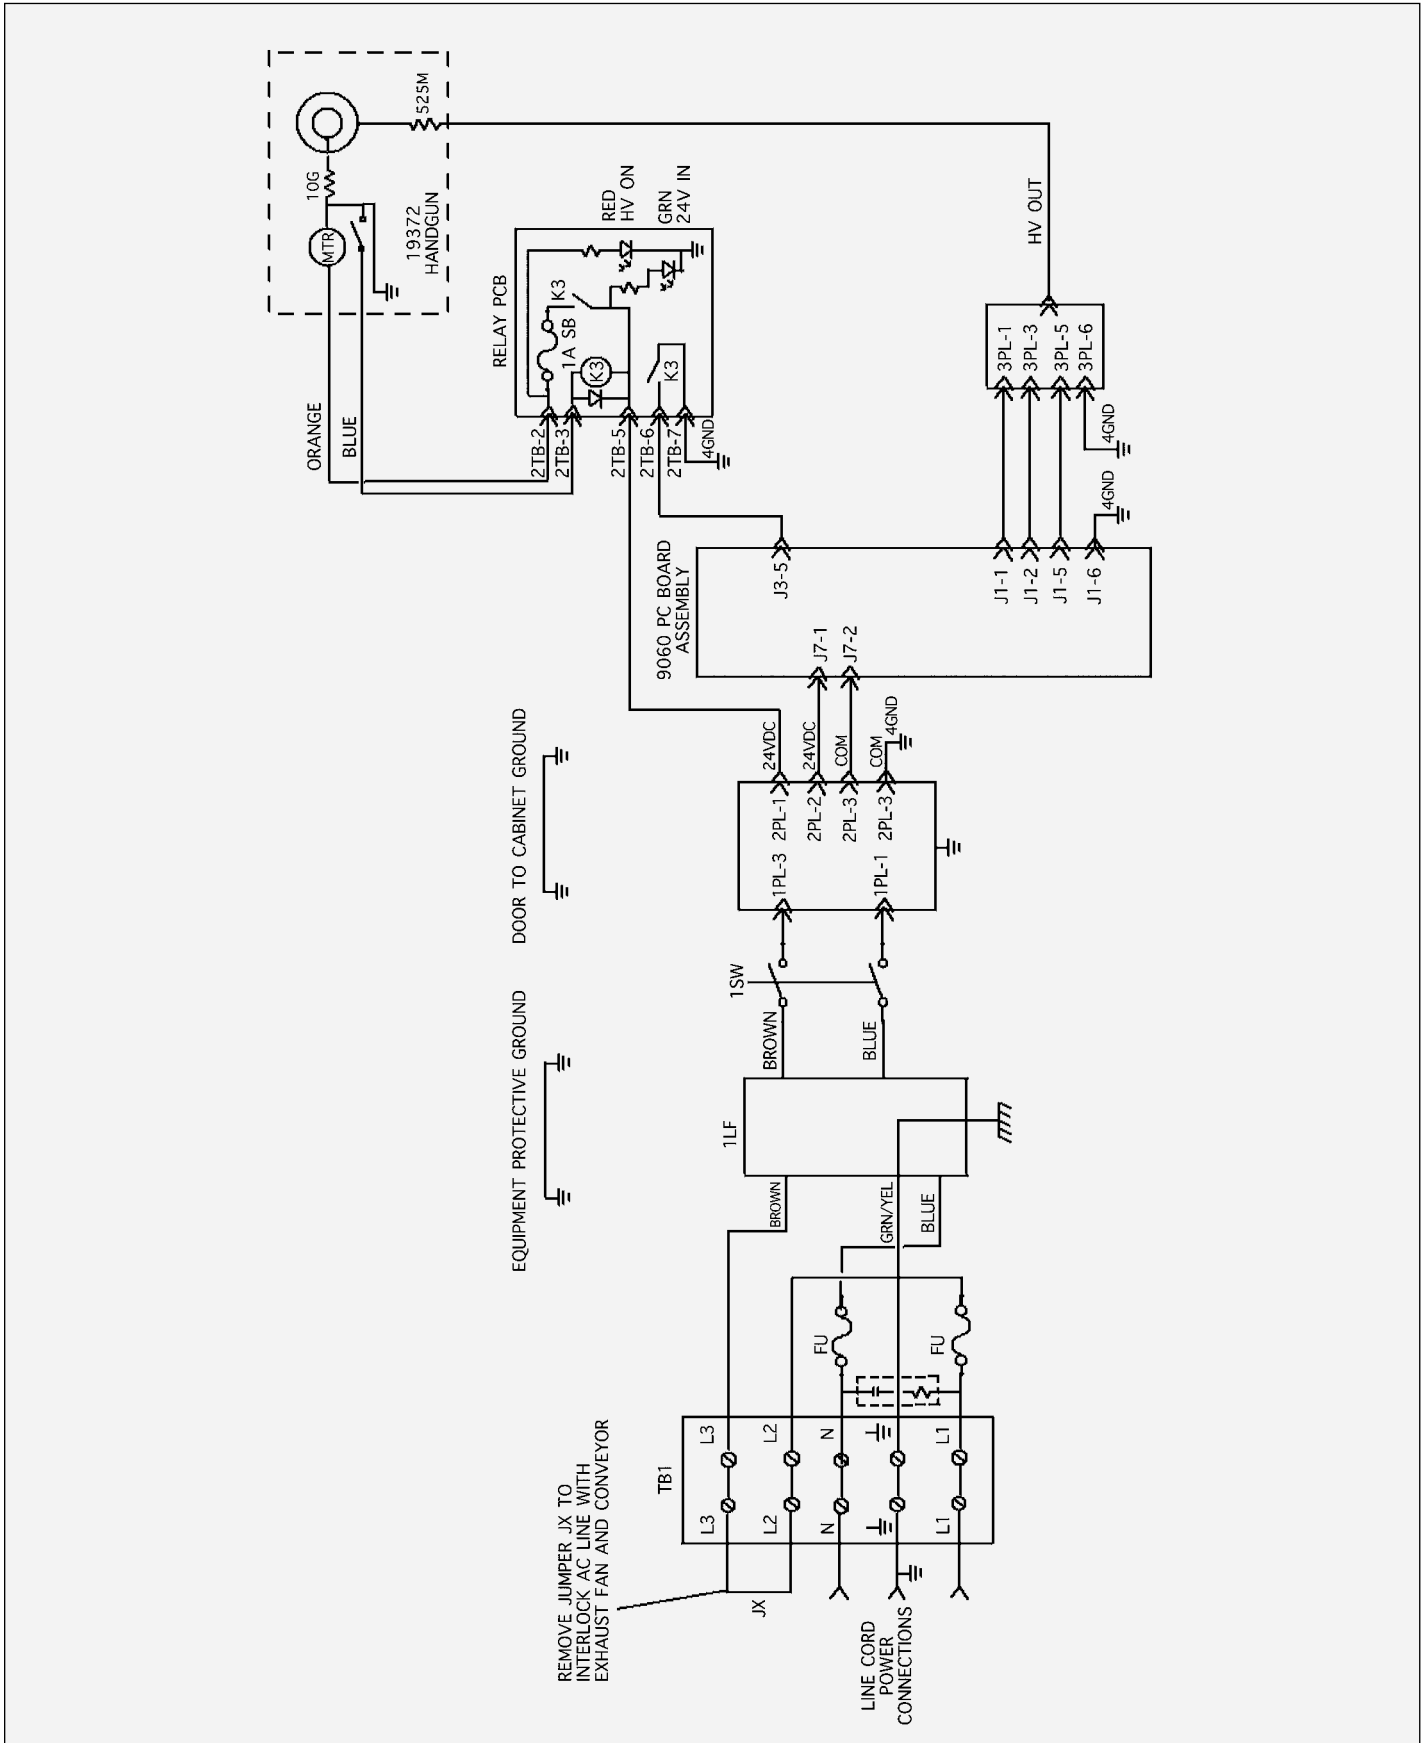 REMOVE JUMPER JX TO
INTERLOCK AC LINE WITH
EXHAUST FAN AND CONVEYOR
JX
LINE CORD
POWER
CONNECTIONS
TB1
L3
L2
N
L1
L3
L2
N
L1
FU
FU
BROWN
GRN/YEL
BLUE
1LF
EQUIPMENT PROTECTIVE GROUND
DOOR TO CABINET GROUND
BROWN
BLUE
1SW
1PL-3
1PL-1
2PL-1
2PL-2
2PL-3
2PL-3
24VDC
24VDC
COM
COM
4GND
9060 PC BOARD
ASSEMBLY
J7-1
J7-2
J3-5
J1-1
J1-2
J1-5
J1-6
4GND
4GND
3PL-1
3PL-3
3PL-5
3PL-6
HV OUT
ORANGE
BLUE
2TB-2
2TB-3
2TB-5
2TB-6
2TB-7
4GND
RELAY PCB
1A SB
K3
K3
K3
RED
HV ON
GRN
24V IN
MTR
10G
19372
HANDGUN
525M